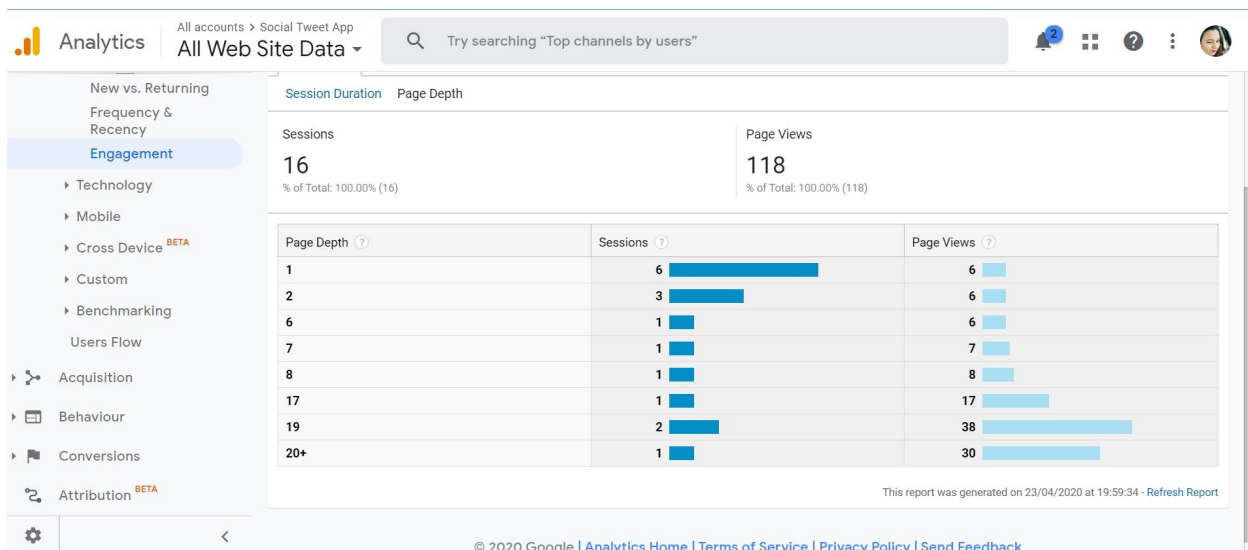 All accounts > Social Tweet App
Analytics
All Web Site Data
Try searching “Top channels by users”
2
New vs. Returning
Frequency &
Recency
Engagement
Technology
Mobile
Cross Device BETA
Custom
Benchmarking
Users Flow
Acquisition
Behaviour
Conversions
Attribution BETA
Session Duration Page Depth
Sessions
16
% of Total: 100.00% (16)
Page Views
118
% of Total: 100.00% (118)
Page Depth ? Sessions ? Page Views ?
1 6 6
2 3 6
6 1 6
7 1 7
8 1 8
17 1 17
19 2 38
20+ 1 30
This report was generated on 23/04/2020 at 19:59:34 - Refresh Report
© 2020 Google | Analytics Home | Terms of Service | Privacy Policy | Send Feedback